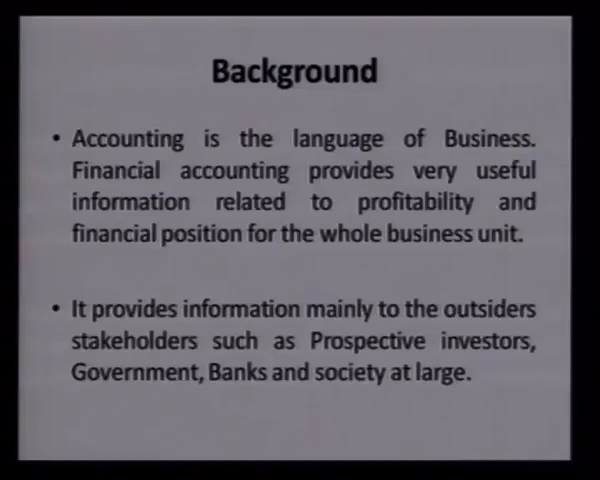 Background
• Accounting is the language of Business.
Financial accounting provides very useful
information related to profitability and
financial position for the whole business unit.
• It provides information mainly to the outsiders
stakeholders such as Prospective investors,
Government, Banks and society at large.